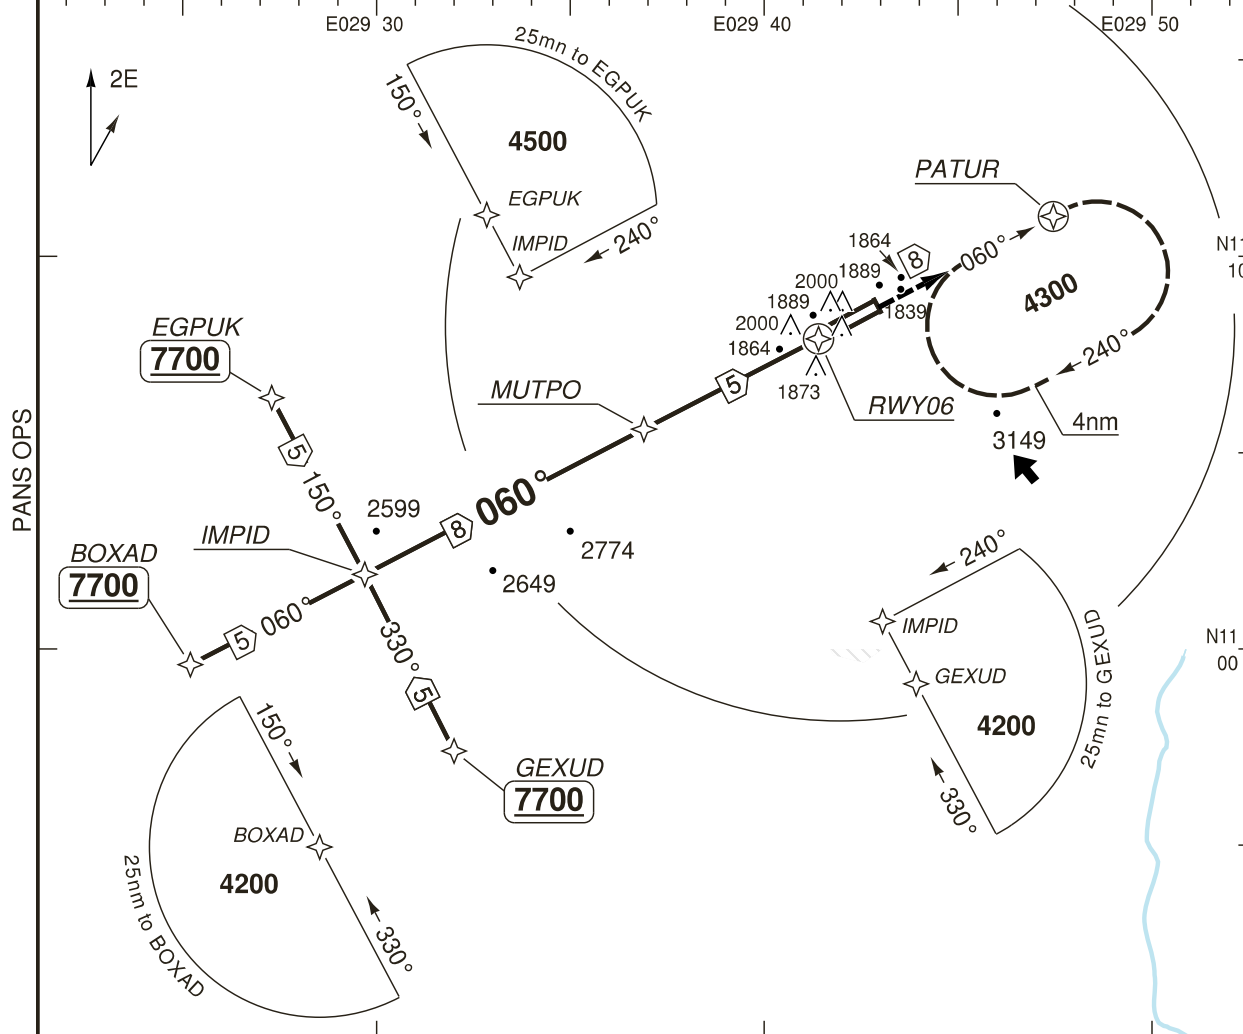 E029 30
E029 40
E029 50
2E
25mn to EGPUK
150°
4500
EGPUK
IMPID
240°
PATUR
N11
10
1864
8
060°
1889
2000
1889
1839
4300
2000
1864
5
1873
RWY06
240°
4nm
3149
EGPUK
7700
MUTPO
5
150°
PANS OPS
060°
2599
8
IMPID
2774
2649
BOXAD
7700
5
060°
330°
5
240°
IMPID
GEXUD
4200
25mn to GEXUD
330°
N11
00
GEXUD
7700
150°
BOXAD
4200
25nm to BOXAD
330°